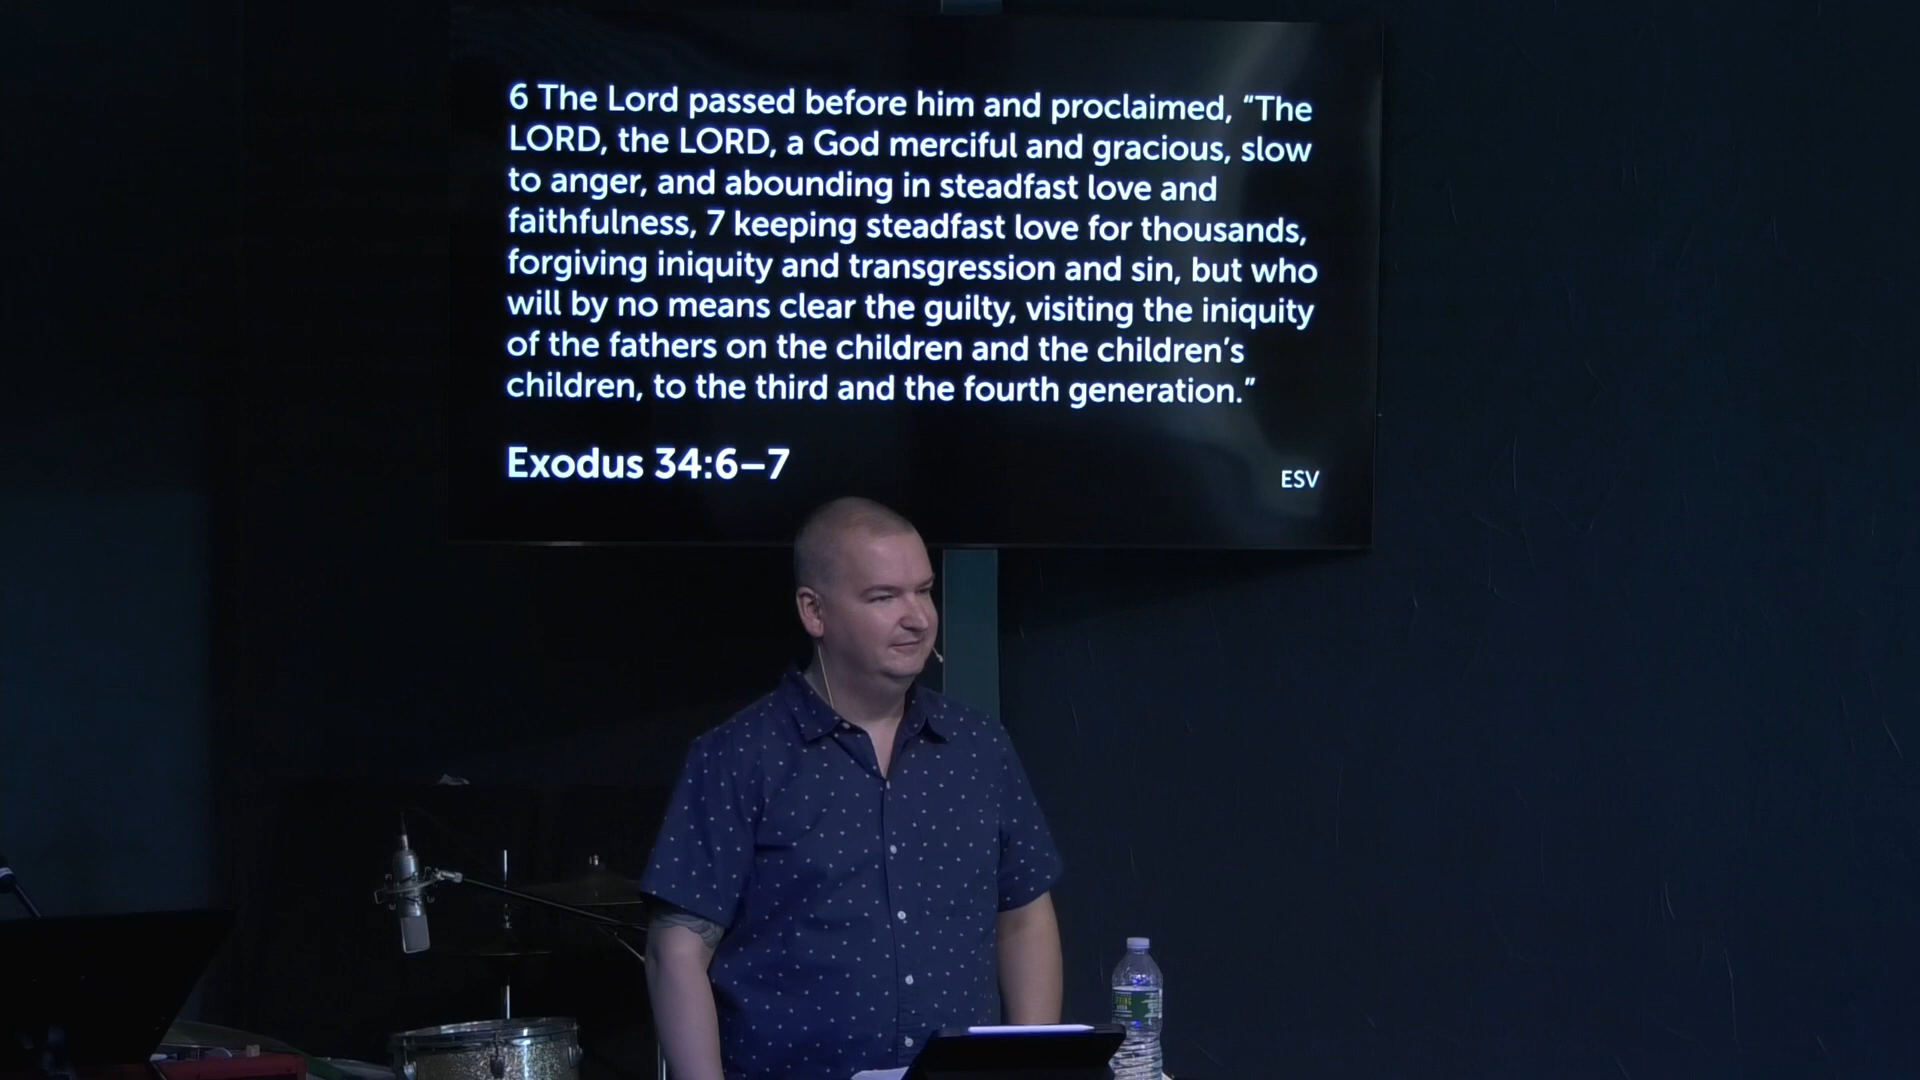 6 The Lord passed before him and proclaimed, “The
LORD, the LORD, a God merciful and gracious, slow
to anger, and abounding in steadfast love and
faithfulness, 7 keeping steadfast love for thousands,
forgiving iniquity and transgression and sin, but who
will by no means clear the guilty, visiting the iniquity
of the fathers on the children and the children’s
children, to the third and the fourth generation.”
Exodus 34:6–7
ESV